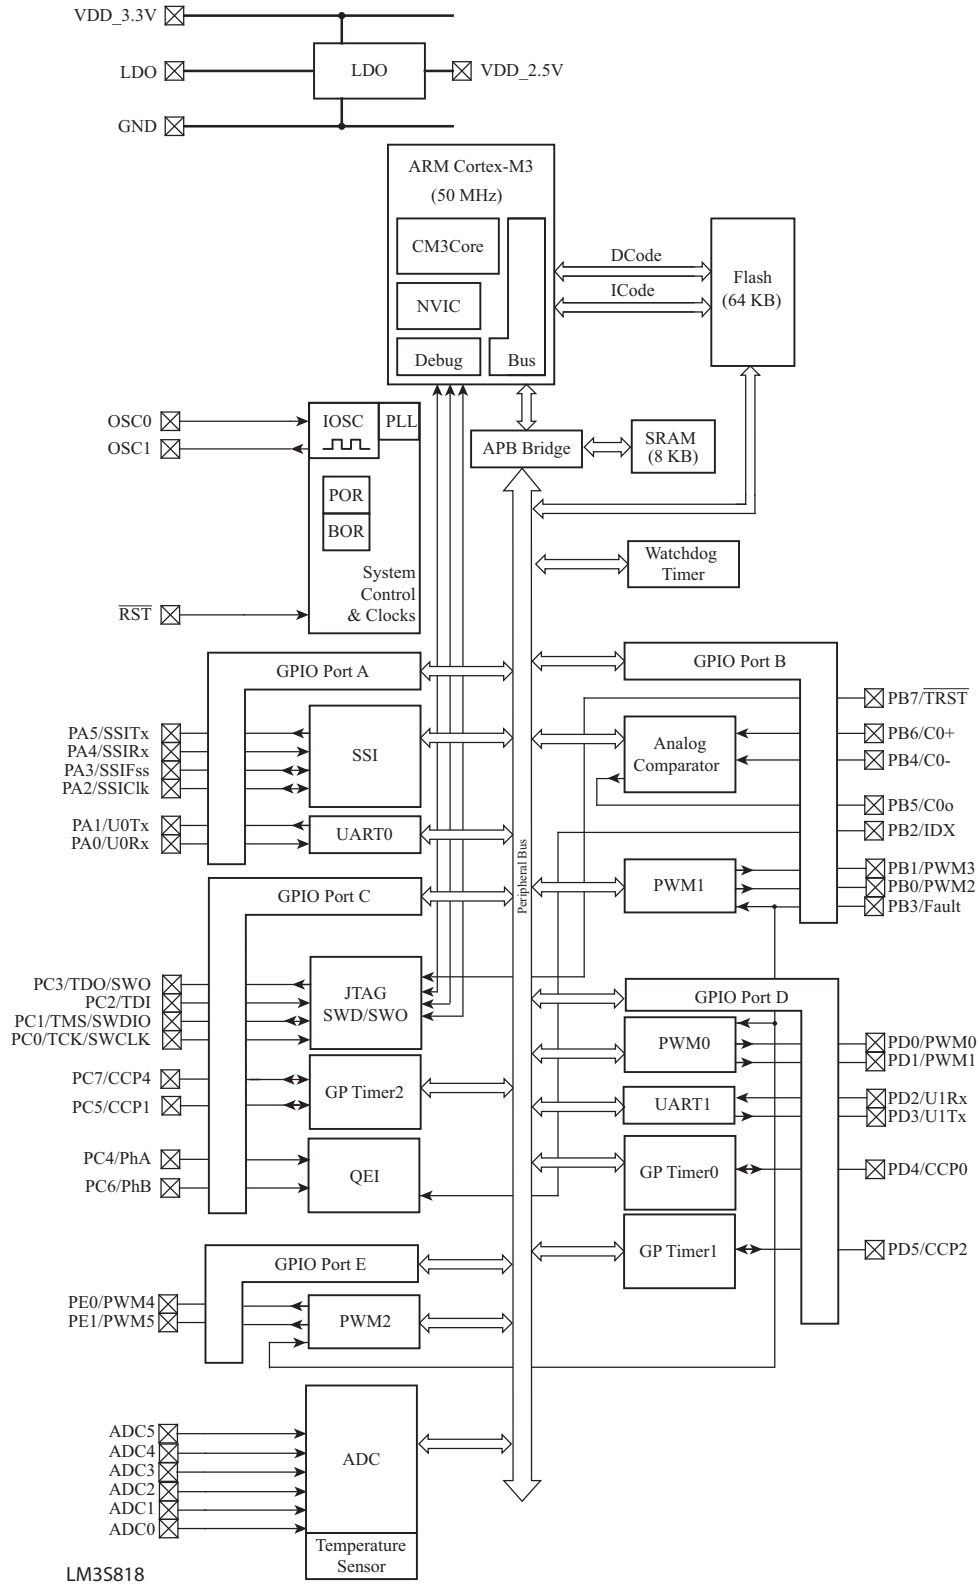 VDD_3.3V
LDO
LDO
VDD_2.5V
GND
ARM Cortex-M3
(50 MHz)
CM3Core
NVIC
Debug
Bus
DCode
ICode
Flash
(64 KB)
OSC0
OSC1
IOSC
PLL
POR
BOR
System
Control
& Clocks
RST
APB Bridge
SRAM
(8 KB)
Watchdog
Timer
Peripheral Bus
GPIO Port A
PA5/SSITx
PA4/SSIRx
PA3/SSIFss
PA2/SSIClk
SSI
PA1/U0Tx
PA0/U0Rx
UART0
GPIO Port B
PB7/TRST
PB6/C0+
PB4/C0-
Analog
Comparator
PB5/C0o
PB2/IDX
PWM1
PB1/PWM3
PB0/PWM2
PB3/Fault
GPIO Port C
PC3/TDO/SWO
PC2/TDI
PC1/TMS/SWDIO
PC0/TCK/SWCLK
JTAG
SWD/SWO
PC7/CCP4
PC5/CCP1
GP Timer2
PC4/PhA
PC6/PhB
QEI
GPIO Port D
PWM0
PD0/PWM0
PD1/PWM1
UART1
PD2/U1Rx
PD3/U1Tx
GP Timer0
PD4/CCP0
GP Timer1
PD5/CCP2
GPIO Port E
PE0/PWM4
PE1/PWM5
PWM2
ADC5
ADC4
ADC3
ADC2
ADC1
ADC0
ADC
Temperature
Sensor
LM3S818